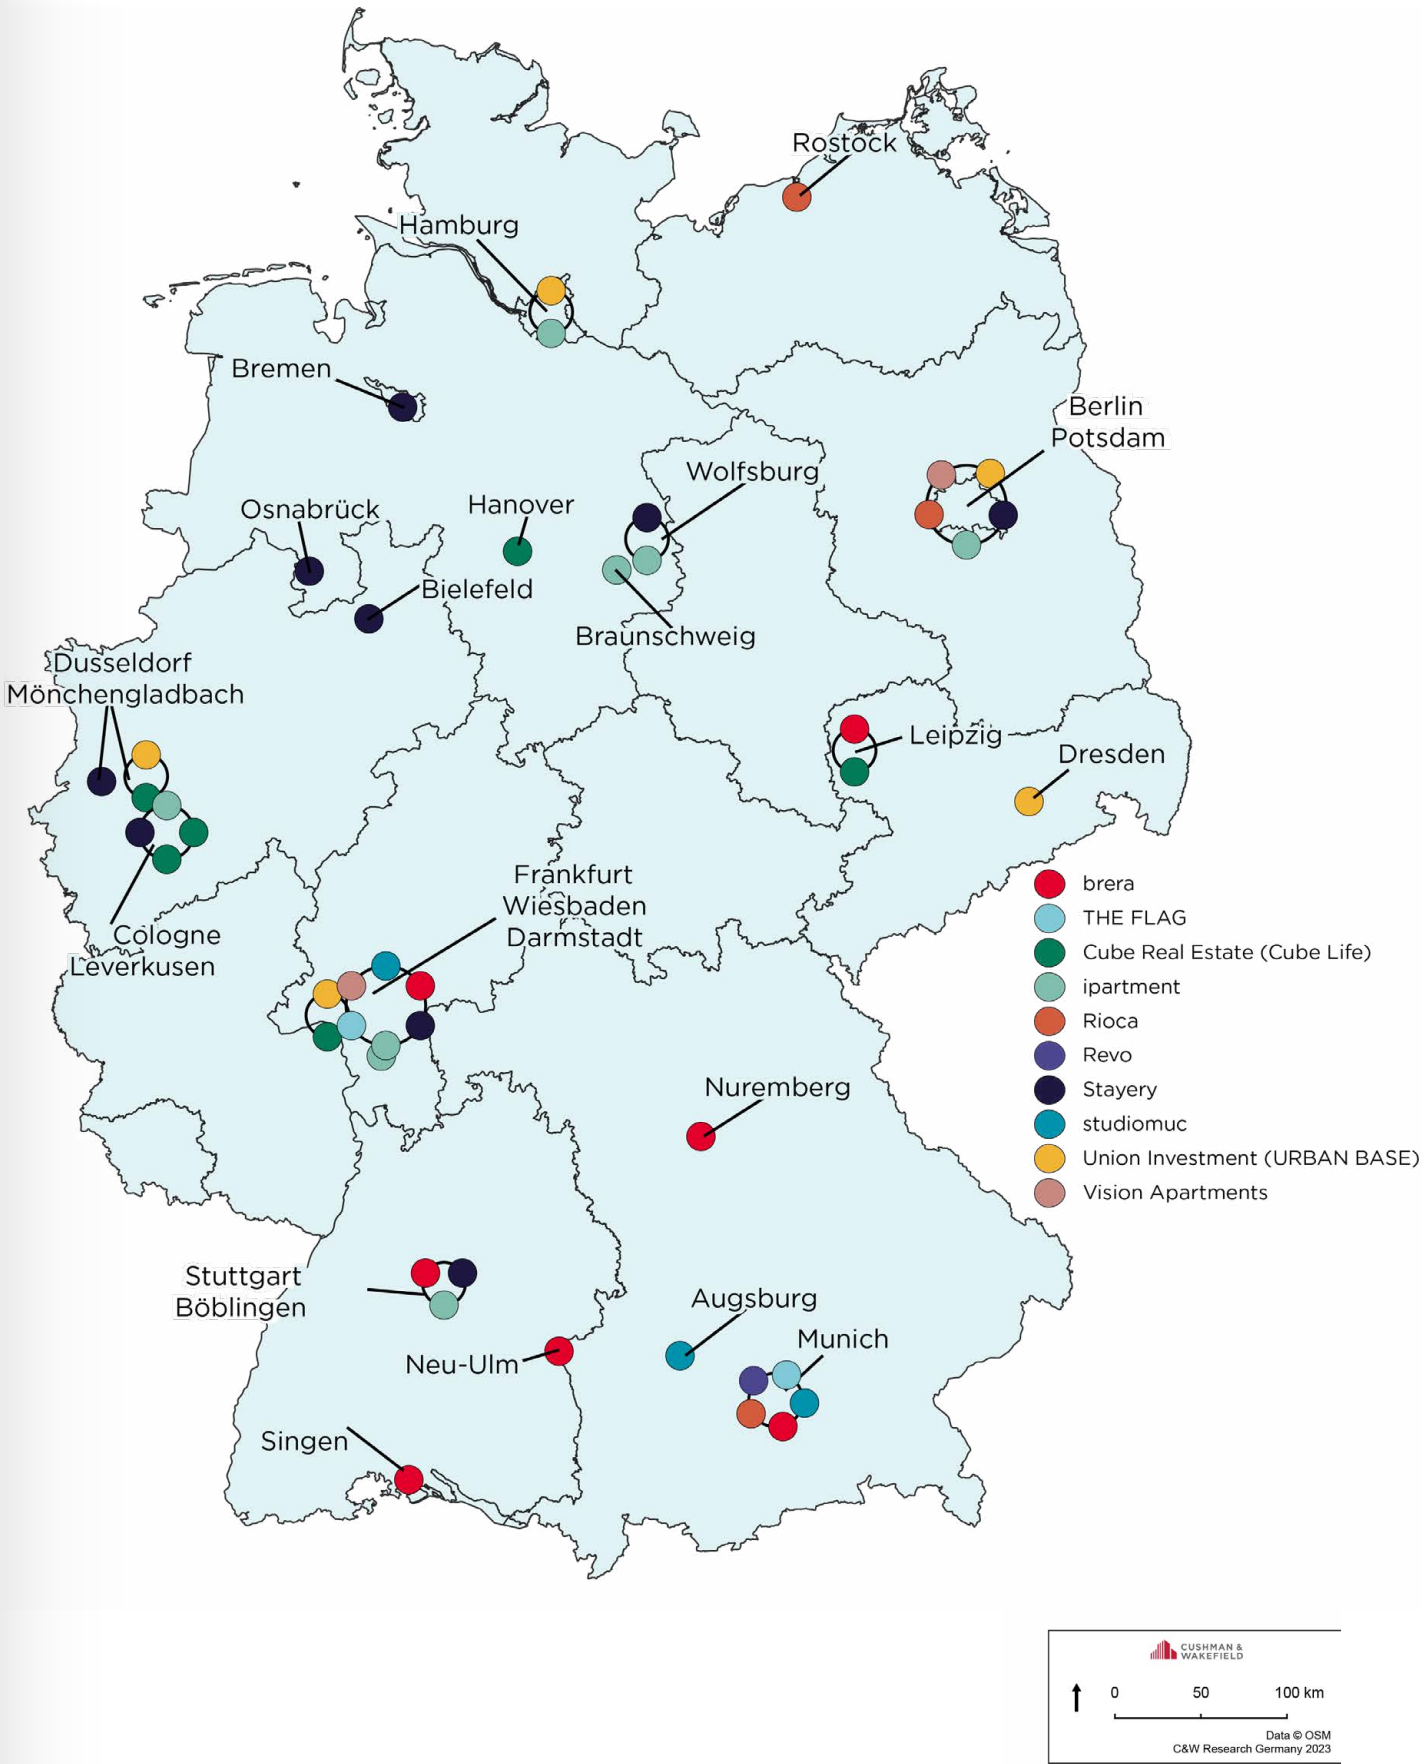 Rostock
Hamburg
Bremen
Berlin
Potsdam
Wolfsburg
Osnabrück
Hanover
Bielefeld
Braunschweig
Dusseldorf
Mönchengladbach
Leipzig
Dresden
Frankfurt
Wiesbaden
Darmstadt
Cologne
Leverkusen
brera
THE FLAG
Cube Real Estate (Cube Life)
ipartment
Rioca
Revo
Stayery
studiomuc
Union Investment (URBAN BASE)
Vision Apartments
Nuremberg
Stuttgart
Böblingen
Augsburg
Munich
Neu-Ulm
Singen
CUSHMAN &
WAKEFIELD
0 50 100 km
Data © OSM
C&W Research Germany 2023